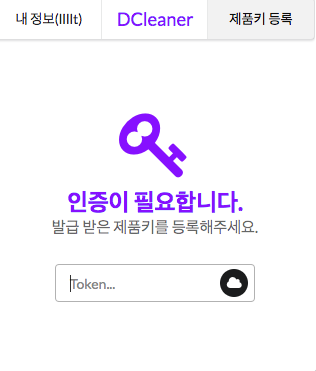 내 정보(lllt)
DCleaner
제품키 등록
인증이 필요합니다.
발급 받은 제품키를 등록해주세요.
Token...